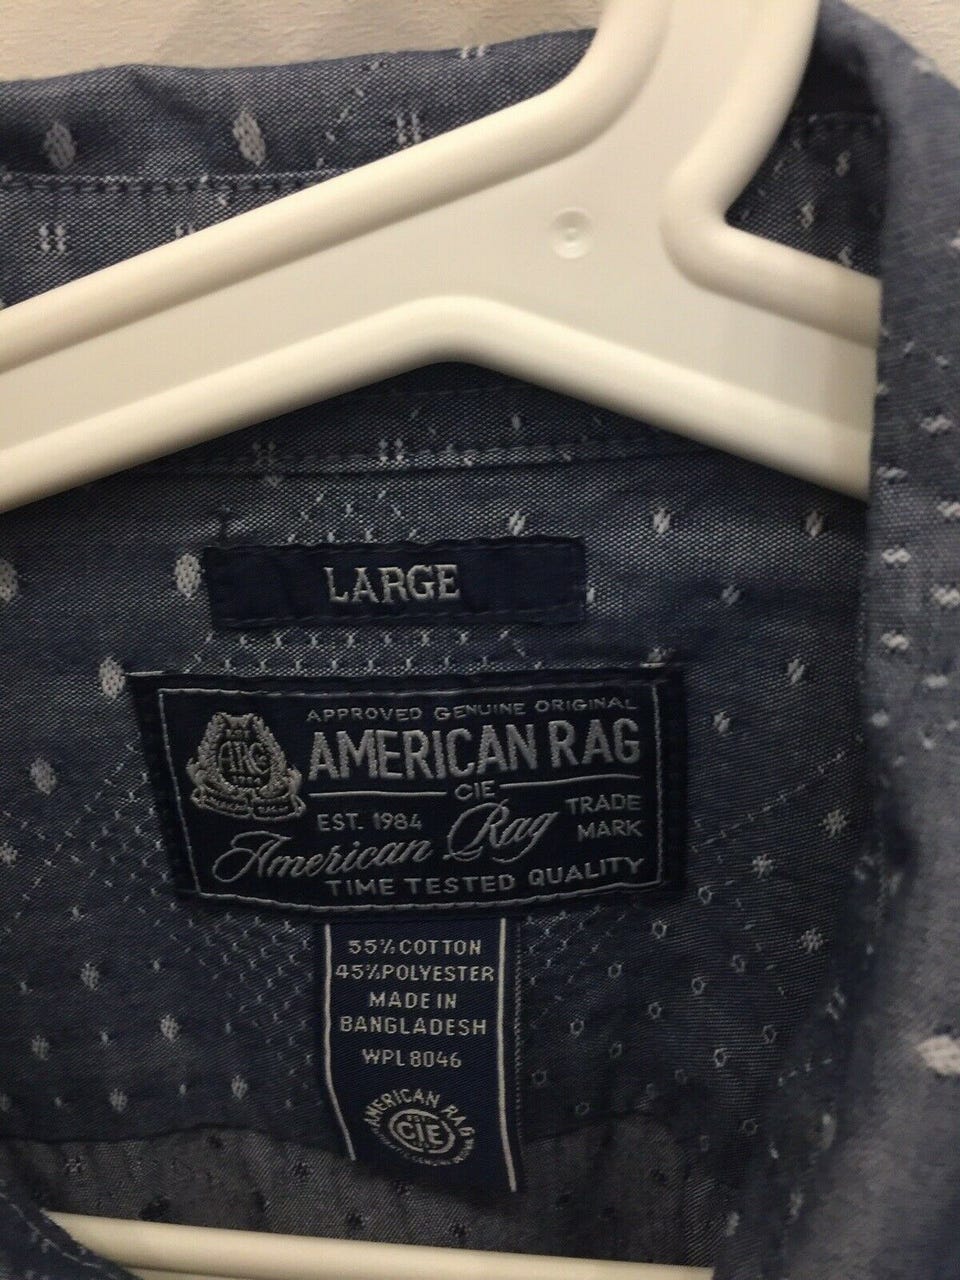 LARGE
APPROVED GENUINE ORIGINAL
AMERICAN RAG
CIE
EST. 1984
TRADE
MARK
American Rag
TIME TESTED QUALITY
55% COTTON
45% POLYESTER
MADE IN
BANGLADESH
WPL 8046
AMERICAN RAG
EST.
CIE